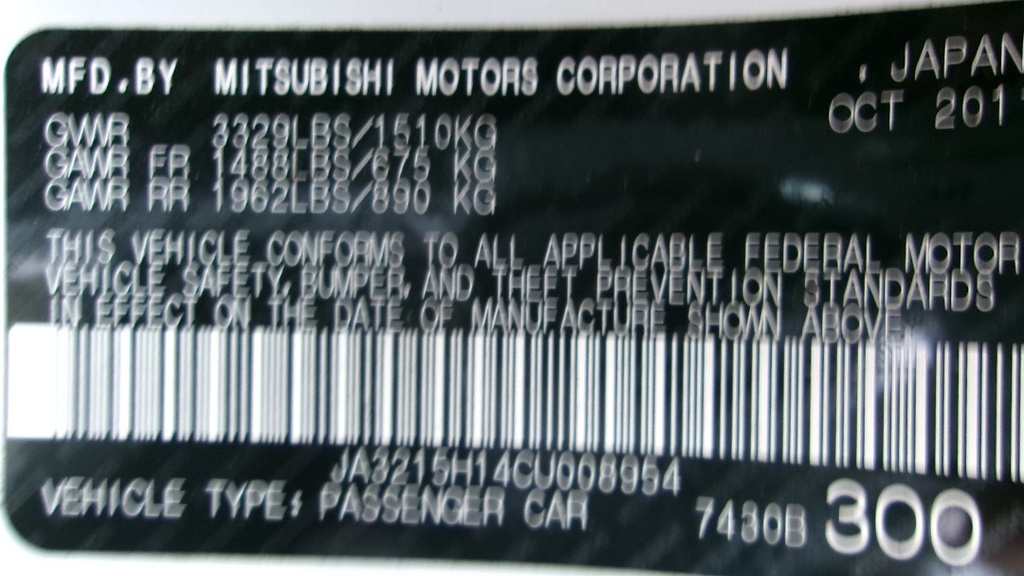 MFD.BY MITSUBISHI MOTORS CORPORATION , JAPAN
OCT 2011
GVWR 3329LBS/1510KG
GAWR FR 1488LBS/675 KG
GAWR RR 1962LBS/890 KG
THIS VEHICLE CONFORMS TO ALL APPLICABLE FEDERAL MOTOR
VEHICLE SAFETY, BUMPER, AND THEFT PREVENTION STANDARDS
IN EFFECT ON THE DATE OF MANUFACTURE SHOWN ABOVE.
JA3215H14CU008954
VEHICLE TYPE: PASSENGER CAR 7430B 300